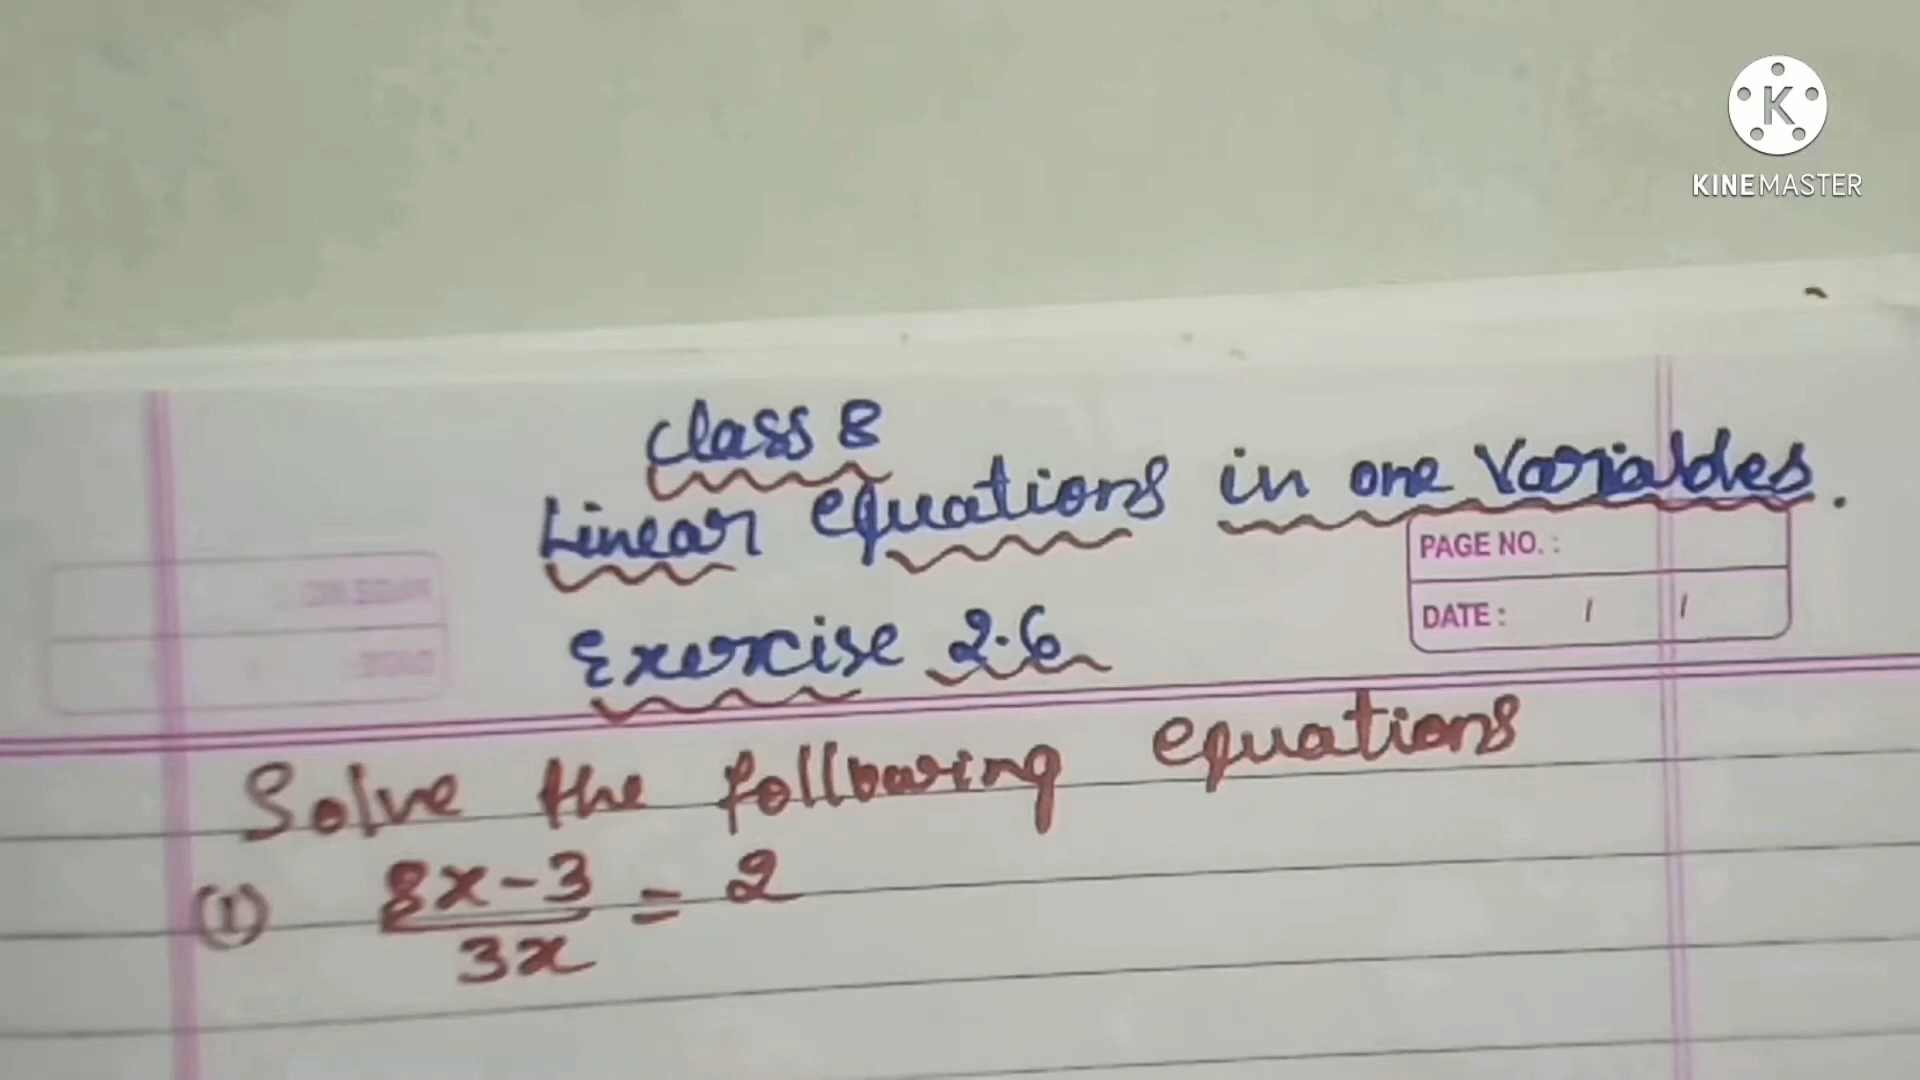 KINEMASTER
class 8
Linear equations in one variables.
PAGE NO. :
DATE : / /
Exercise 2.6
Solve the following equations
(1) 8x-3/3x = 2